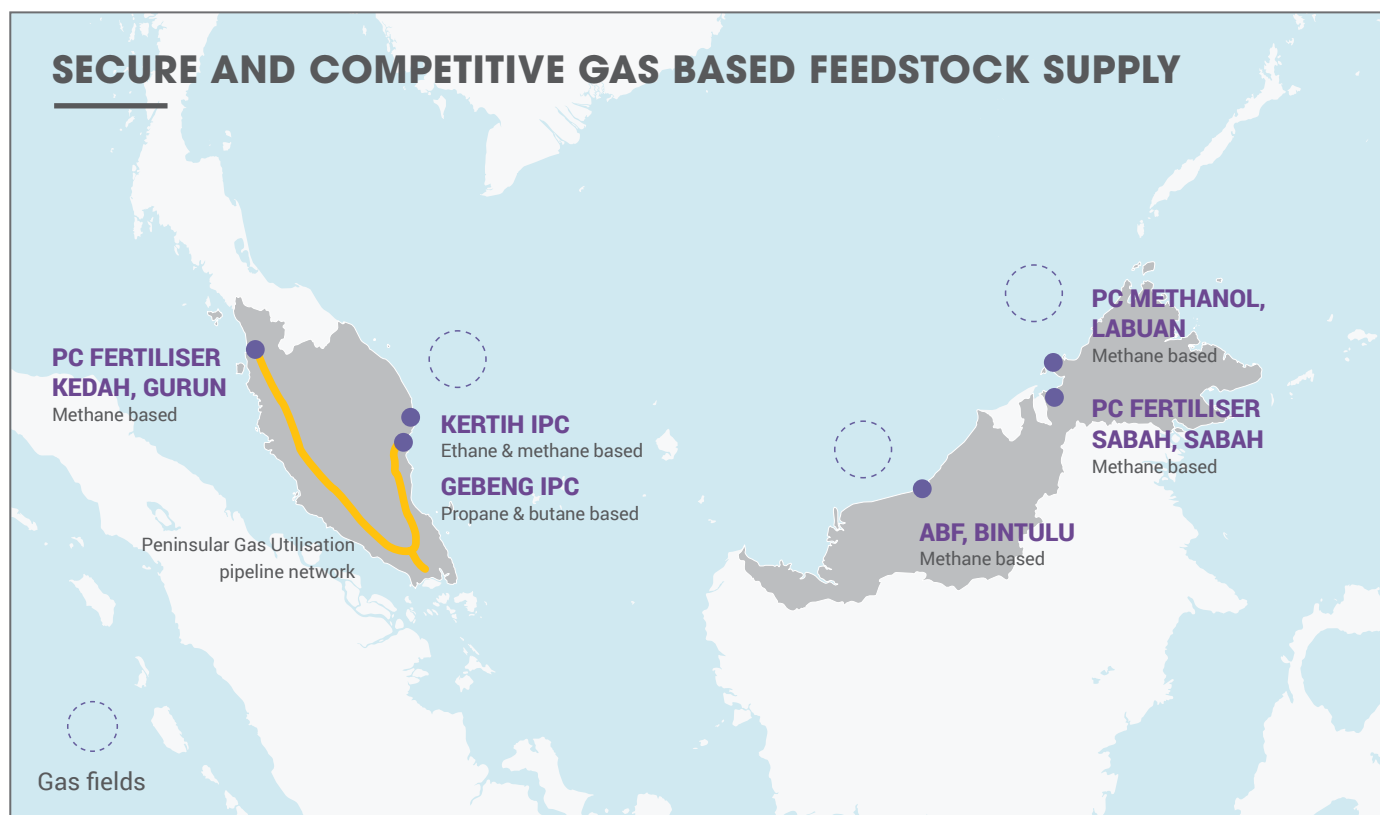 SECURE AND COMPETITIVE GAS BASED FEEDSTOCK SUPPLY
PC FERTILISER
KEDAH, GURUN
Methane based
KERTIH IPC
Ethane & methane based
GEBENG IPC
Propane & butane based
Peninsular Gas Utilisation
pipeline network
PC METHANOL,
LABUAN
Methane based
PC FERTILISER
SABAH, SABAH
Methane based
ABF, BINTULU
Methane based
Gas fields